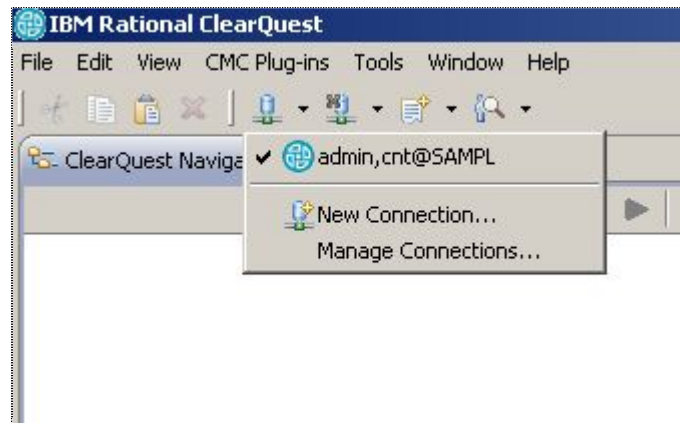 IBM Rational ClearQuest
File Edit View CMC Plug-ins Tools Window Help
ClearQuest Naviga
admin,cnt@SAMPL
New Connection...
Manage Connections...